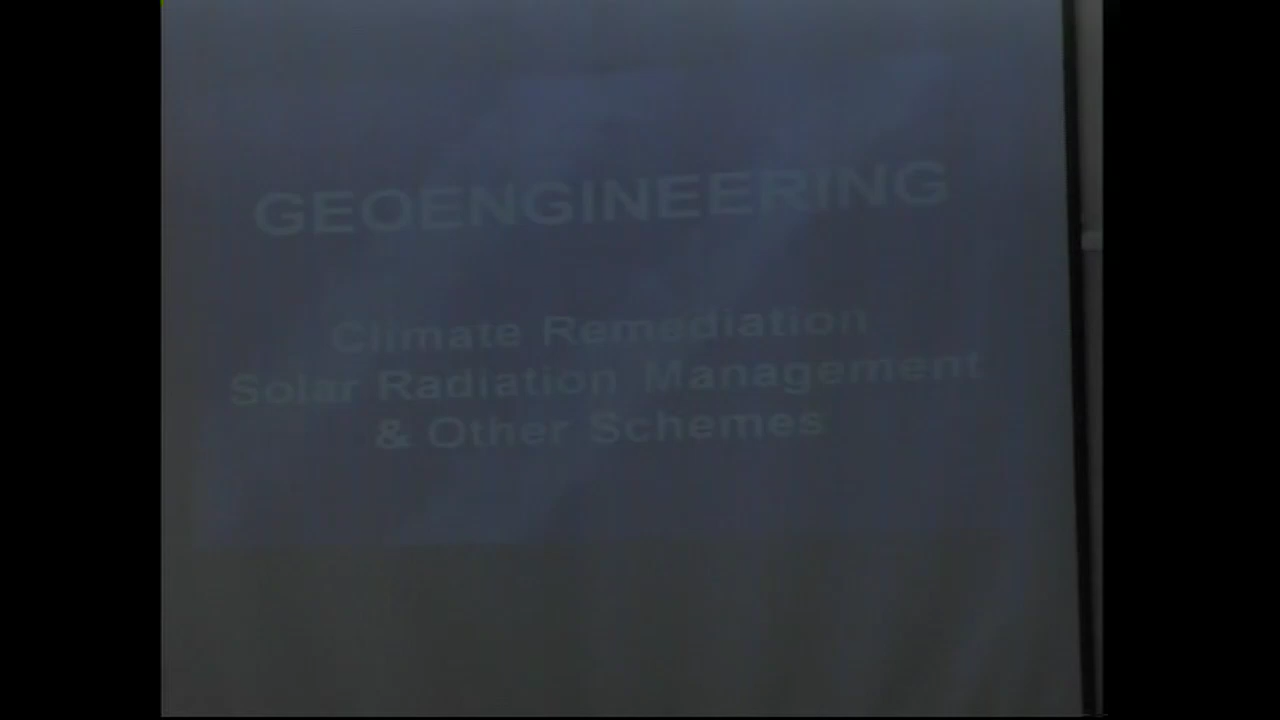 GEOENGINEERING
Climate Remediation
Solar Radiation Management
& Other Schemes